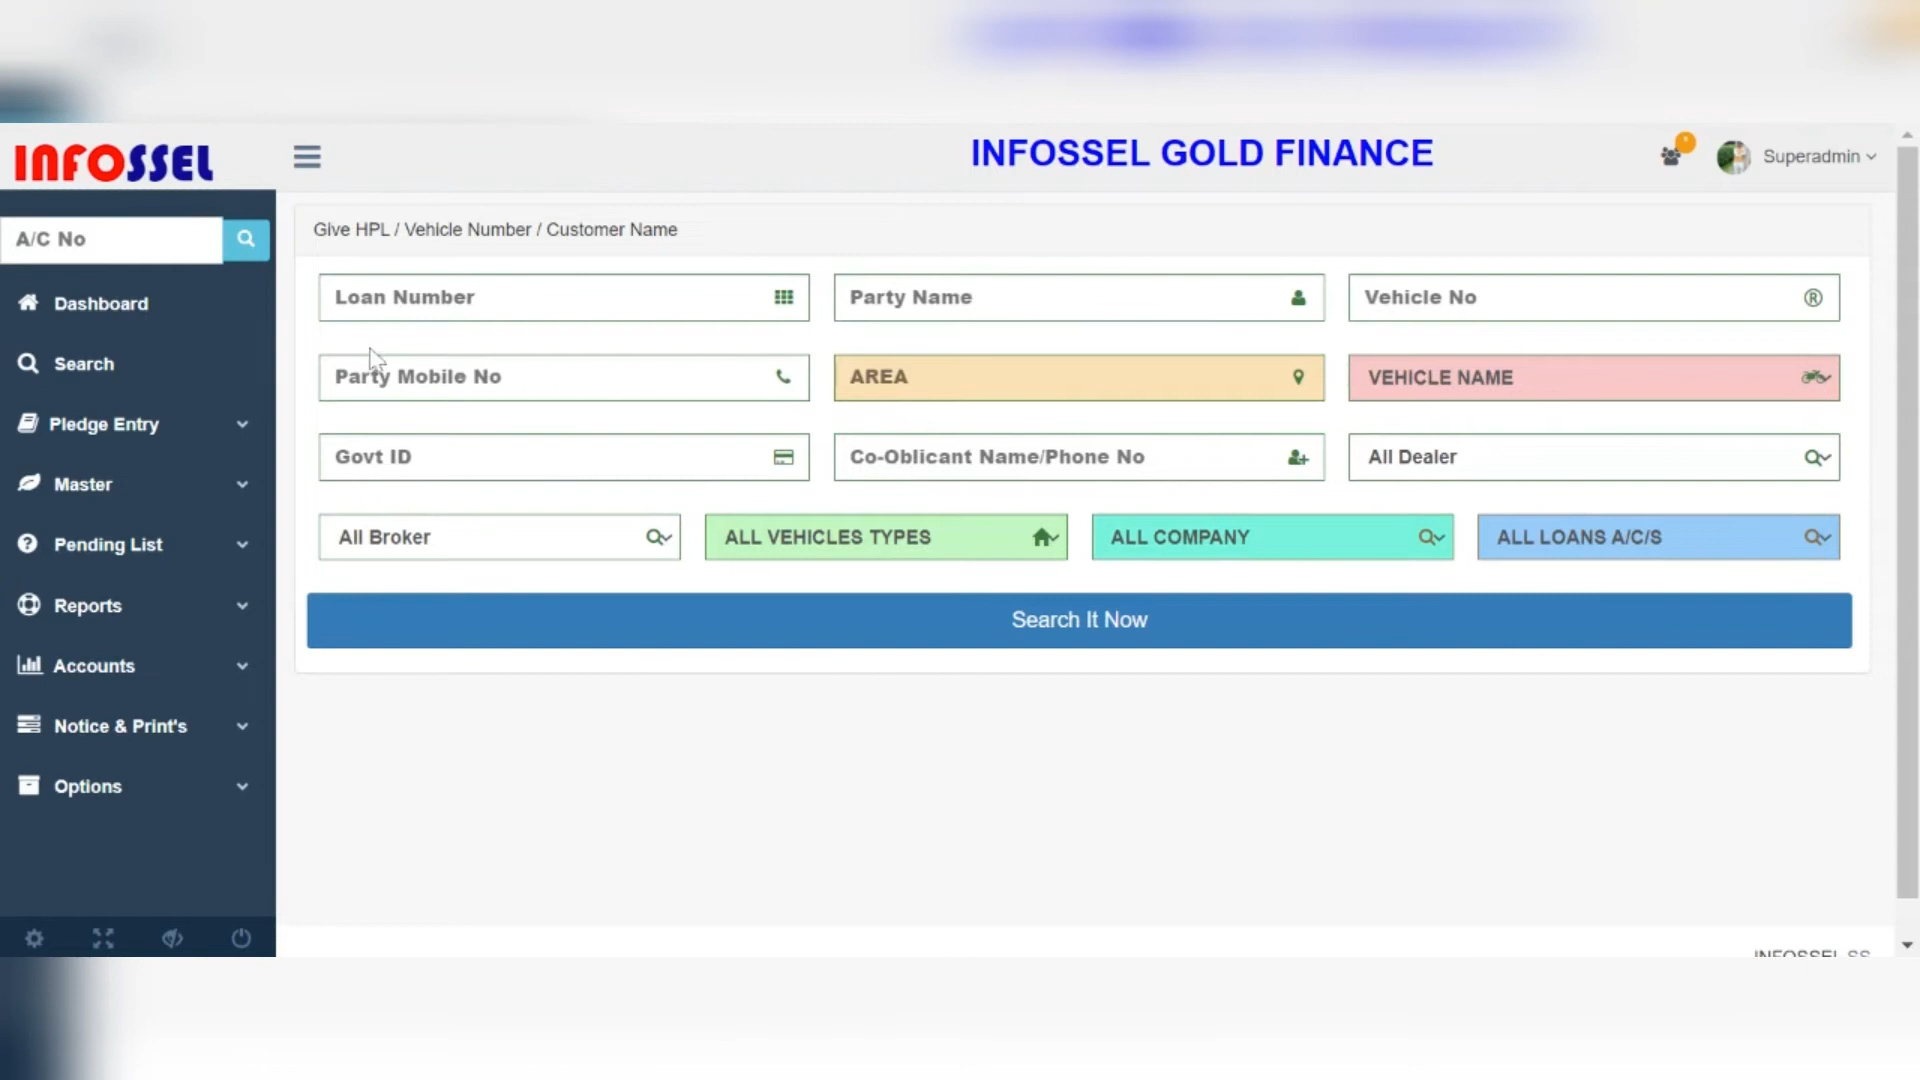 INFOSSEL
INFOSSEL GOLD FINANCE
Superadmin
A/C No
Dashboard
Search
Pledge Entry
Master
Pending List
Reports
Accounts
Notice & Print's
Options
Give HPL / Vehicle Number / Customer Name
Loan Number
Party Name
Vehicle No
Party Mobile No
AREA
VEHICLE NAME
Govt ID
Co-Oblicant Name/Phone No
All Dealer
All Broker
ALL VEHICLES TYPES
ALL COMPANY
ALL LOANS A/C/S
Search It Now
INFOSSEL SS